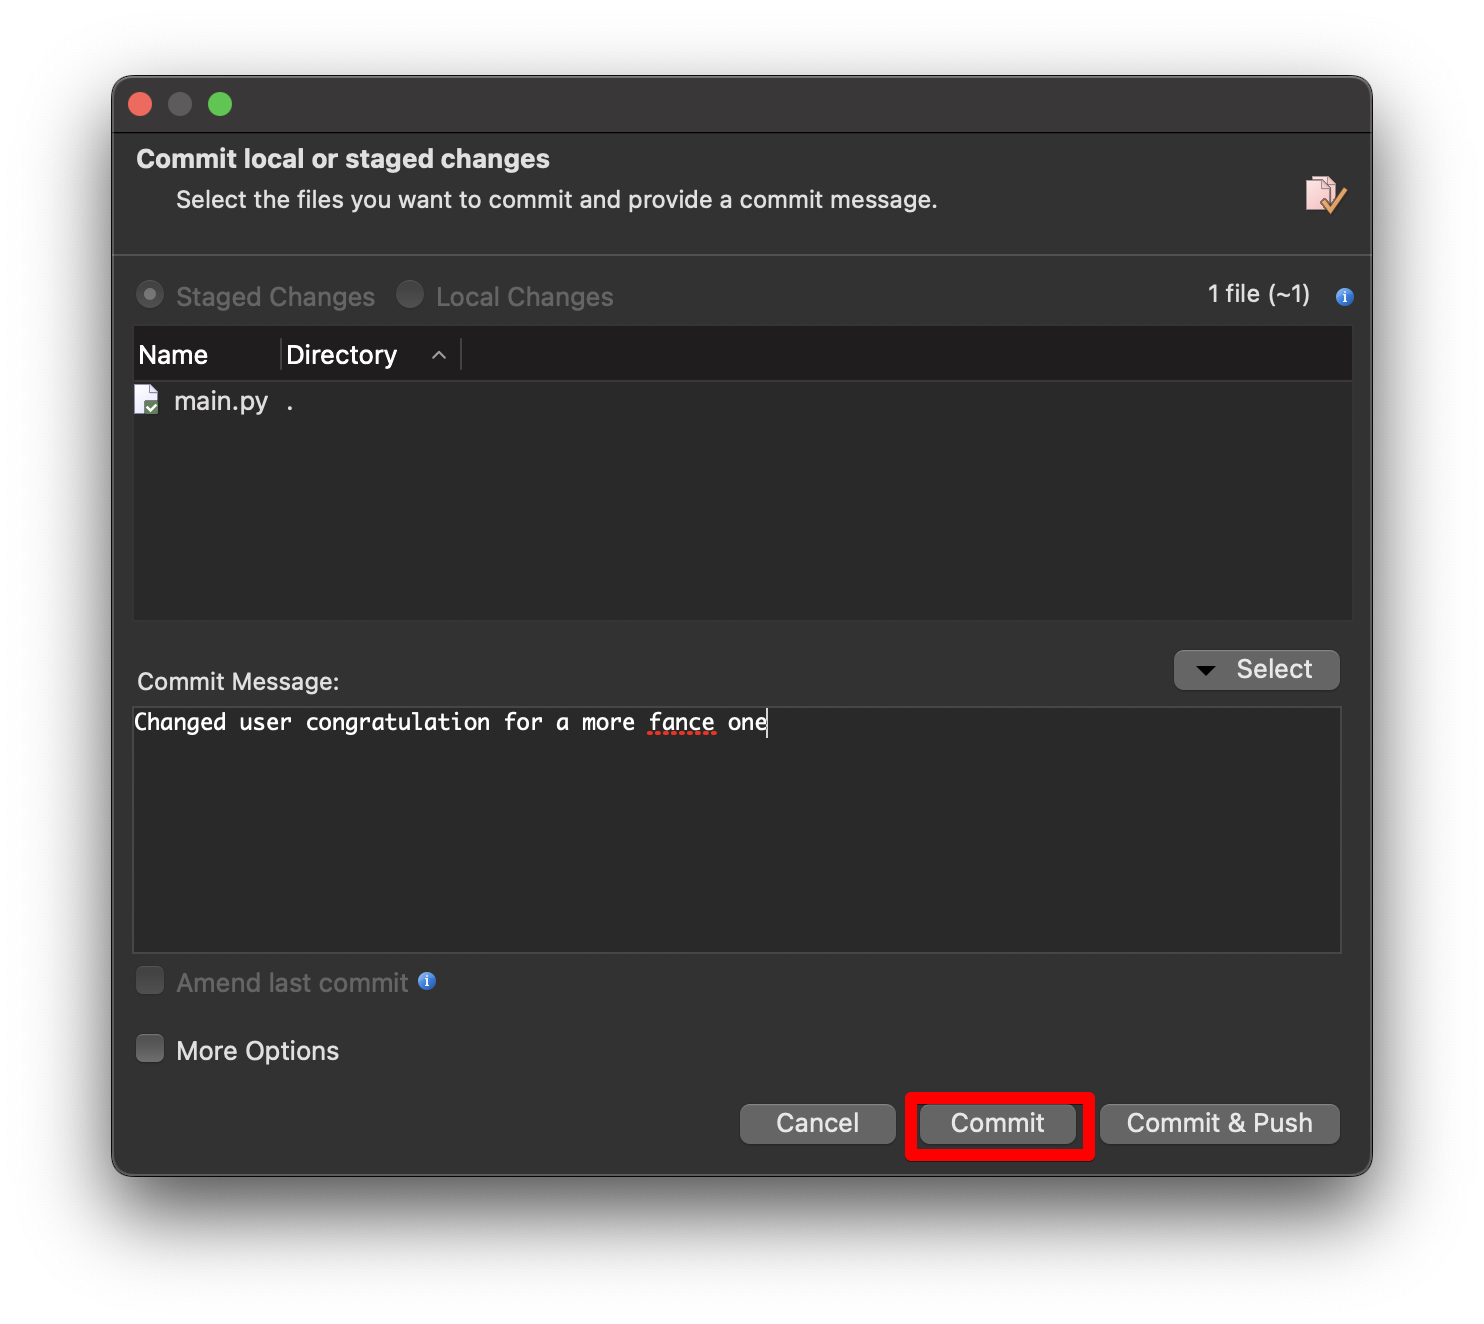 Commit local or staged changes
Select the files you want to commit and provide a commit message.
Staged Changes Local Changes 1 file (~1)
Name Directory
main.py .
Select
Commit Message:
Changed user congratulation for a more fance one
Amend last commit
More Options
Cancel Commit Commit & Push